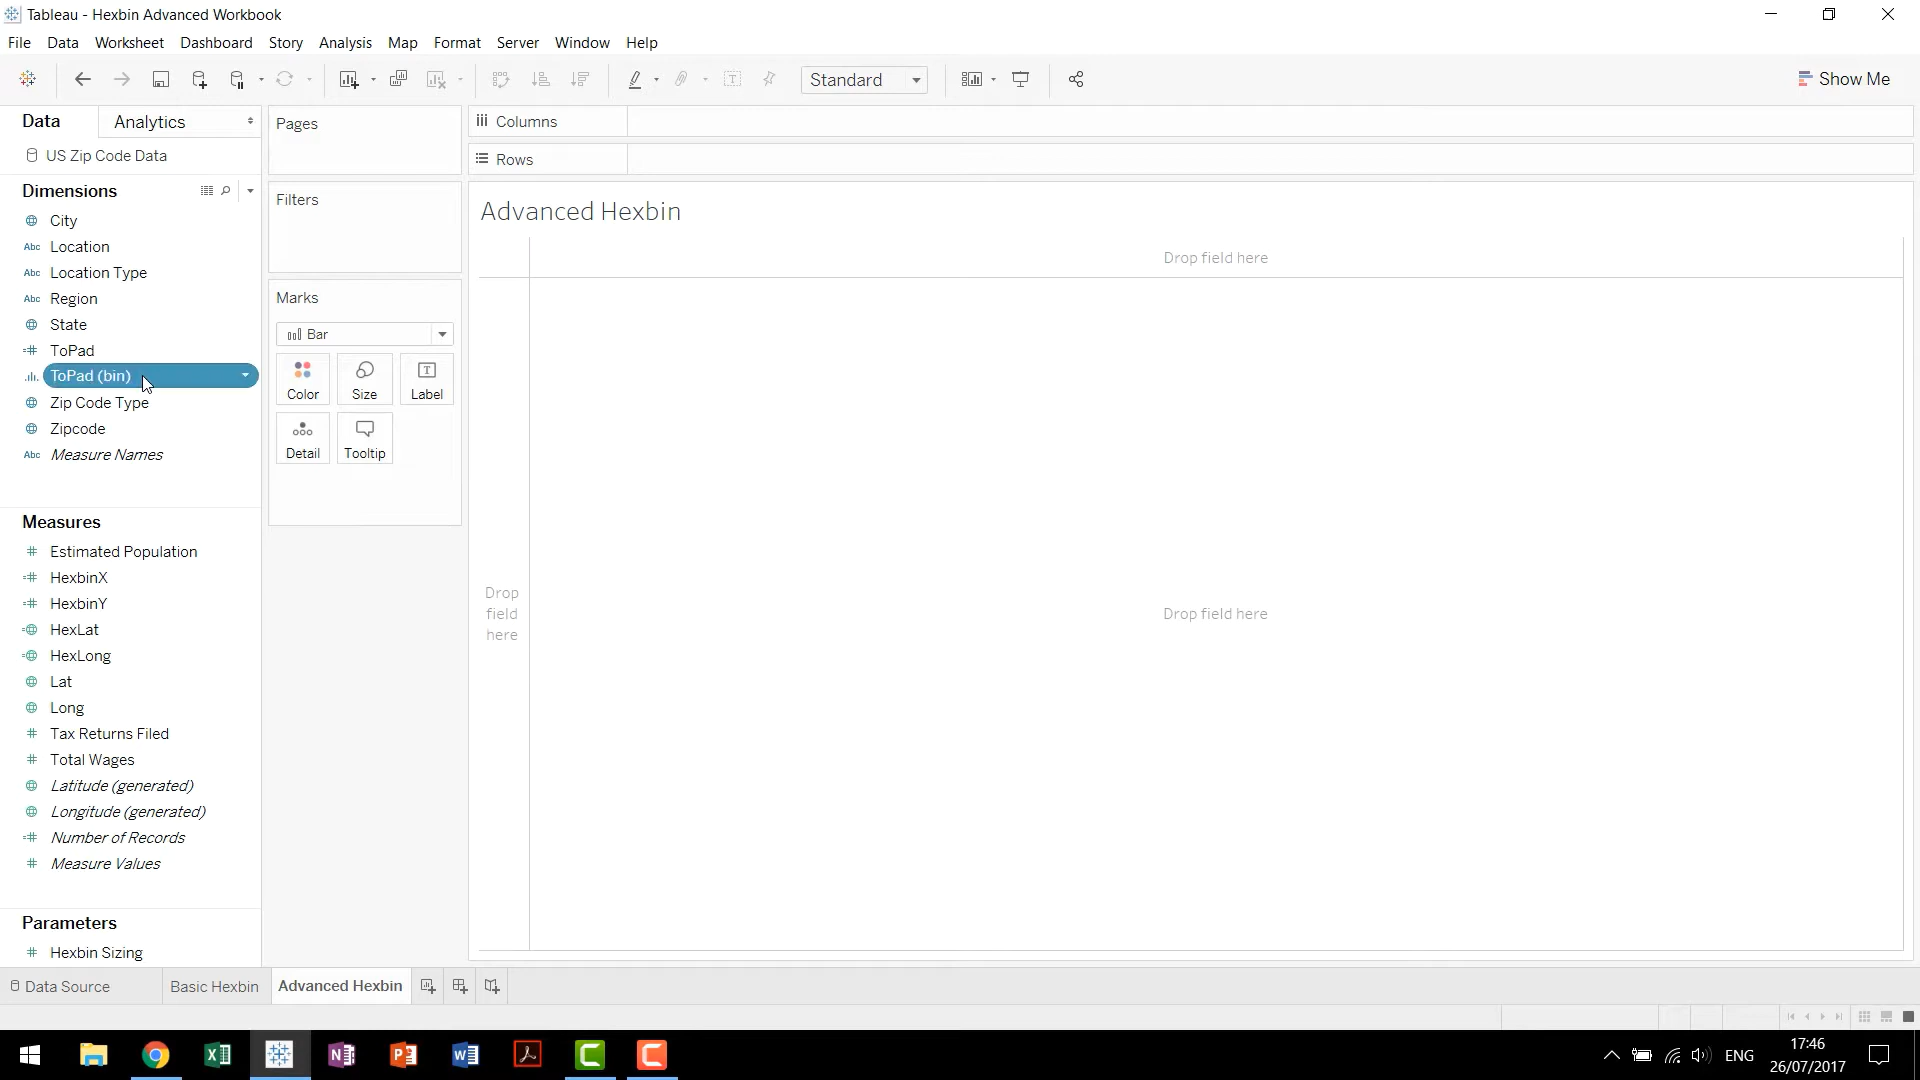 Tableau - Hexbin Advanced Workbook
File Data Worksheet Dashboard Story Analysis Map Format Server Window Help
Standard
Show Me
Data
Analytics
US Zip Code Data
Dimensions
City
Abc Location
Abc Location Type
Abc Region
State
ToPad
ToPad (bin)
Zip Code Type
Zipcode
Abc Measure Names
Measures
Estimated Population
HexbinX
HexbinY
HexLat
HexLong
Lat
Long
Tax Returns Filed
Total Wages
Latitude (generated)
Longitude (generated)
Number of Records
Measure Values
Parameters
Hexbin Sizing
Pages
Filters
Marks
Bar
Color
Size
Label
Detail
Tooltip
Columns
Rows
Advanced Hexbin
Drop field here
Drop
field
here
Drop field here
Data Source
Basic Hexbin
Advanced Hexbin
ENG
17:46
26/07/2017